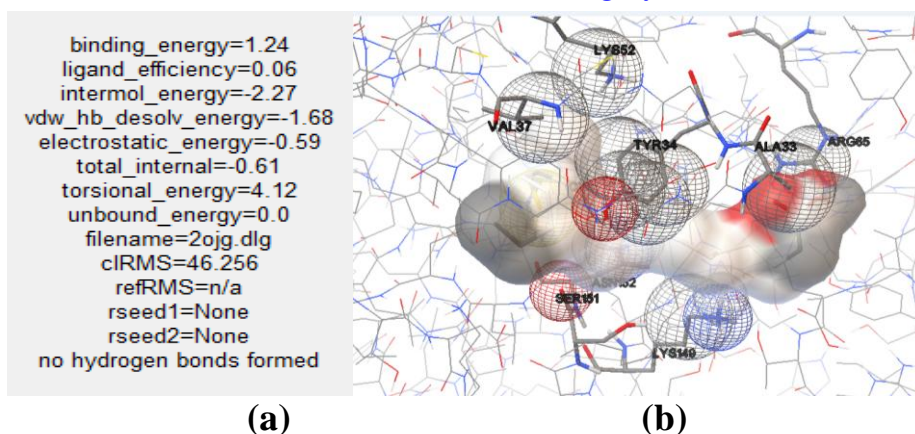 binding_energy=1.24
ligand_efficiency=0.06
intermol_energy=-2.27
vdw_hb_desolv_energy=-1.68
electrostatic_energy=-0.59
total_internal=-0.61
torsional_energy=4.12
unbound_energy=0.0
filename=2ojg.dlg
clRMS=46.256
refRMS=n/a
rseed1=None
rseed2=None
no hydrogen bonds formed
LYS52
VAL37
TYR34
ALA33
ARG65
SER151
LYS149
(a)
(b)